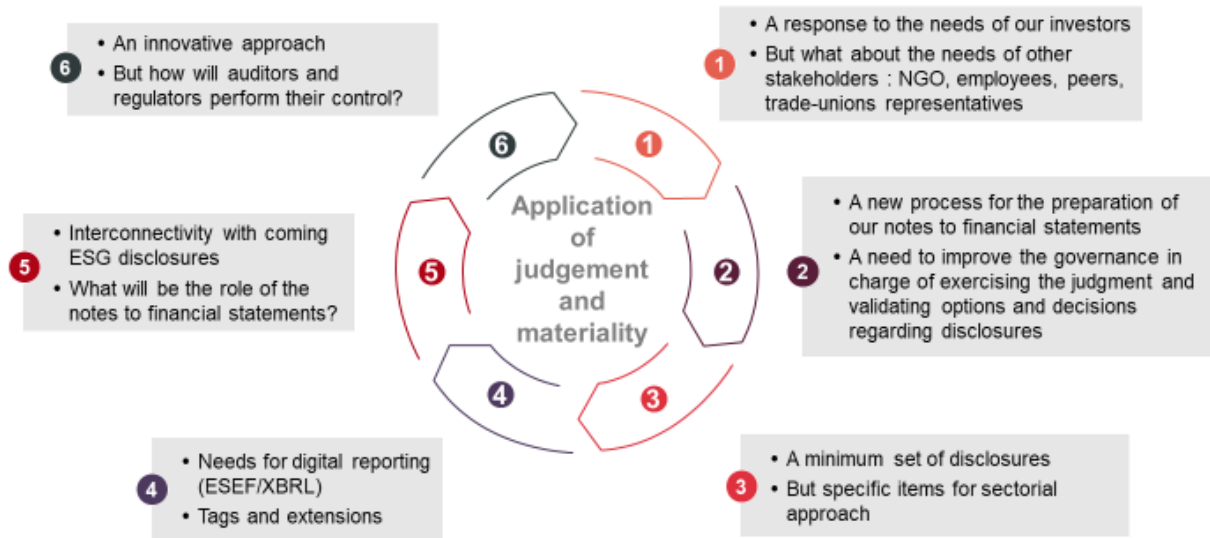 • An innovative approach
• But how will auditors and
regulators perform their control?
6
• A response to the needs of our investors
• But what about the needs of other
stakeholders : NGO, employees, peers,
trade-unions representatives
1
6
1
Application
of
judgement
and
materiality
• A new process for the preparation of
our notes to financial statements
• A need to improve the governance in
charge of exercising the judgment and
validating options and decisions
regarding disclosures
2
2
• Interconnectivity with coming
ESG disclosures
• What will be the role of the
notes to financial statements?
5
5
4
3
• Needs for digital reporting
(ESEF/XBRL)
• Tags and extensions
4
• A minimum set of disclosures
• But specific items for sectorial
approach
3